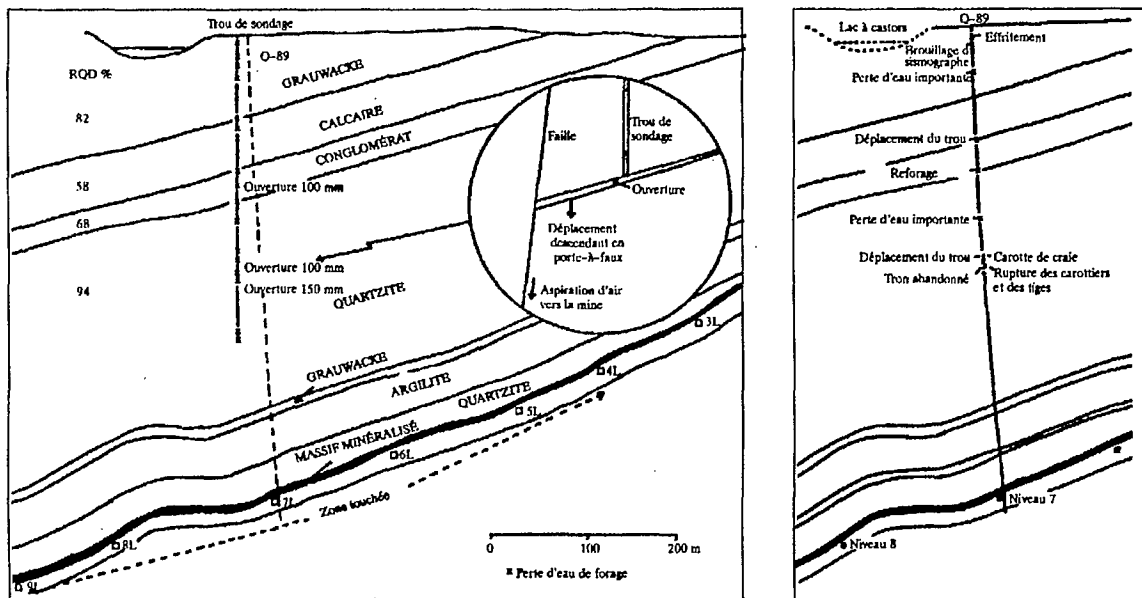 Trou de sondage
Q-89
RQD %
GRAUWACKE
82
CALCAIRE
CONGLOMÉRAT
58
Ouverture 100 mm
68
Ouverture 100 mm
Ouverture 150 mm
94
QUARTZITE
Faille
Trou de
sondage
Ouverture
Déplacement
descendant en
porte-à-faux
Aspiration d'air
vers la mine
GRAUWACKE
ARGILITE
QUARTZITE
MASSIF MINÉRALISÉ
3L
4L
5L
6L
7L
8L
9L
Zone touchée
0 100 200 m
Perte d'eau de forage
Q-89
Lac à castors
Effritement
Brouillage d
sismographe
Perte d'eau importante
Déplacement du trou
Reforage
Perte d'eau importante
Déplacement du trou
Carotte de craie
Tron abandonné
Rupture des carottiers
et des tiges
Niveau 7
Niveau 8